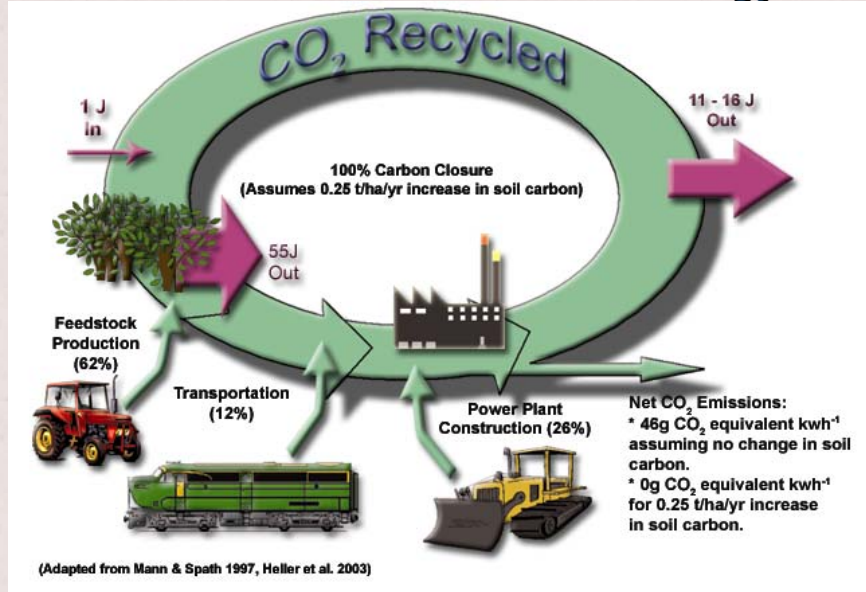 CO₂ Recycled
1 J
In
11 - 16 J
Out
100% Carbon Closure
(Assumes 0.25 t/ha/yr increase in soil carbon)
55J
Out
Feedstock
Production
(62%)
Transportation
(12%)
Power Plant
Construction (26%)
Net CO₂ Emissions:
* 46g CO₂ equivalent kwh⁻¹
assuming no change in soil
carbon.
* 0g CO₂ equivalent kwh⁻¹
for 0.25 t/ha/yr increase
in soil carbon.
(Adapted from Mann & Spath 1997, Heller et al. 2003)